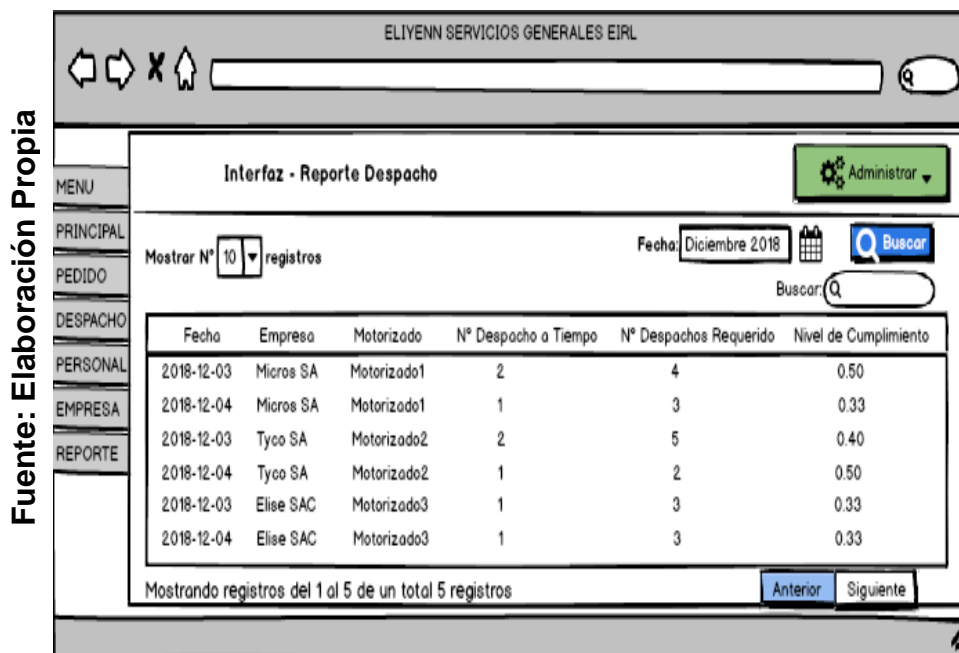 Fuente: Elaboración Propia
ELIYENN SERVICIOS GENERALES EIRL
Interfaz - Reporte Despacho
Administrar
MENU
PRINCIPAL
PEDIDO
DESPACHO
PERSONAL
EMPRESA
REPORTE
Mostrar N° 10 registros
Fecha: Diciembre 2018
Buscar
Buscar:
Fecha Empresa Motorizado N° Despacho a Tiempo N° Despachos Requerido Nivel de Cumplimiento
2018-12-03 Micros SA Motorizado1 2 4 0.50
2018-12-04 Micros SA Motorizado1 1 3 0.33
2018-12-03 Tyco SA Motorizado2 2 5 0.40
2018-12-04 Tyco SA Motorizado2 1 2 0.50
2018-12-03 Elise SAC Motorizado3 1 3 0.33
2018-12-04 Elise SAC Motorizado3 1 3 0.33
Mostrando registros del 1 al 5 de un total 5 registros
Anterior Siguiente